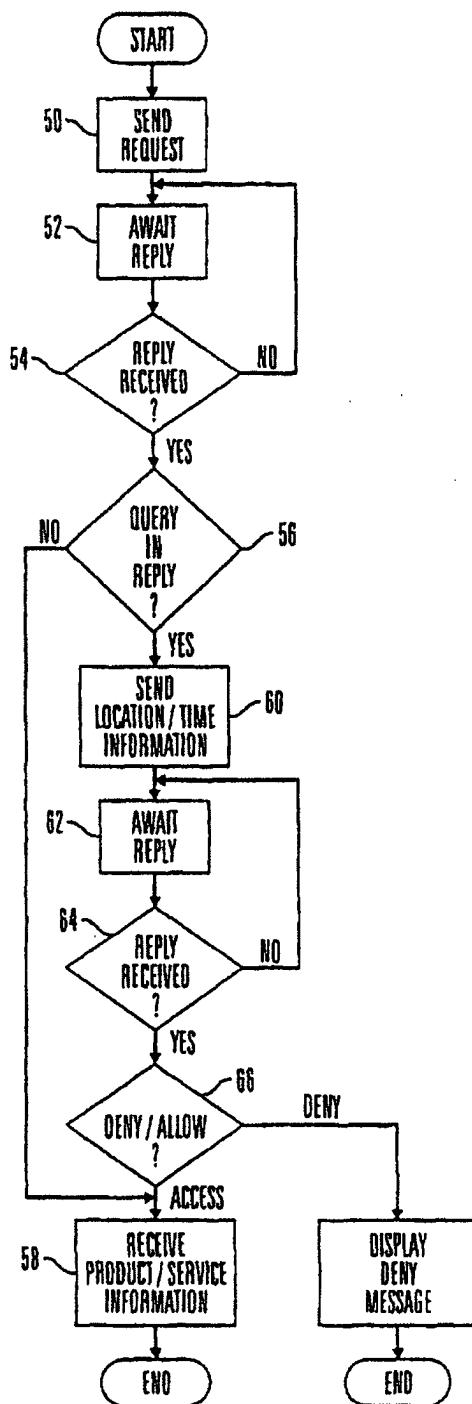 START
50
SEND
REQUEST
52
AWAIT
REPLY
54
REPLY
RECEIVED
?
NO
YES
NO
QUERY
IN
REPLY
?
56
YES
SEND
LOCATION / TIME
INFORMATION
60
62
AWAIT
REPLY
64
REPLY
RECEIVED
?
NO
YES
66
DENY / ALLOW
?
DENY
ACCESS
58
RECEIVE
PRODUCT / SERVICE
INFORMATION
DISPLAY
DENY
MESSAGE
END
END